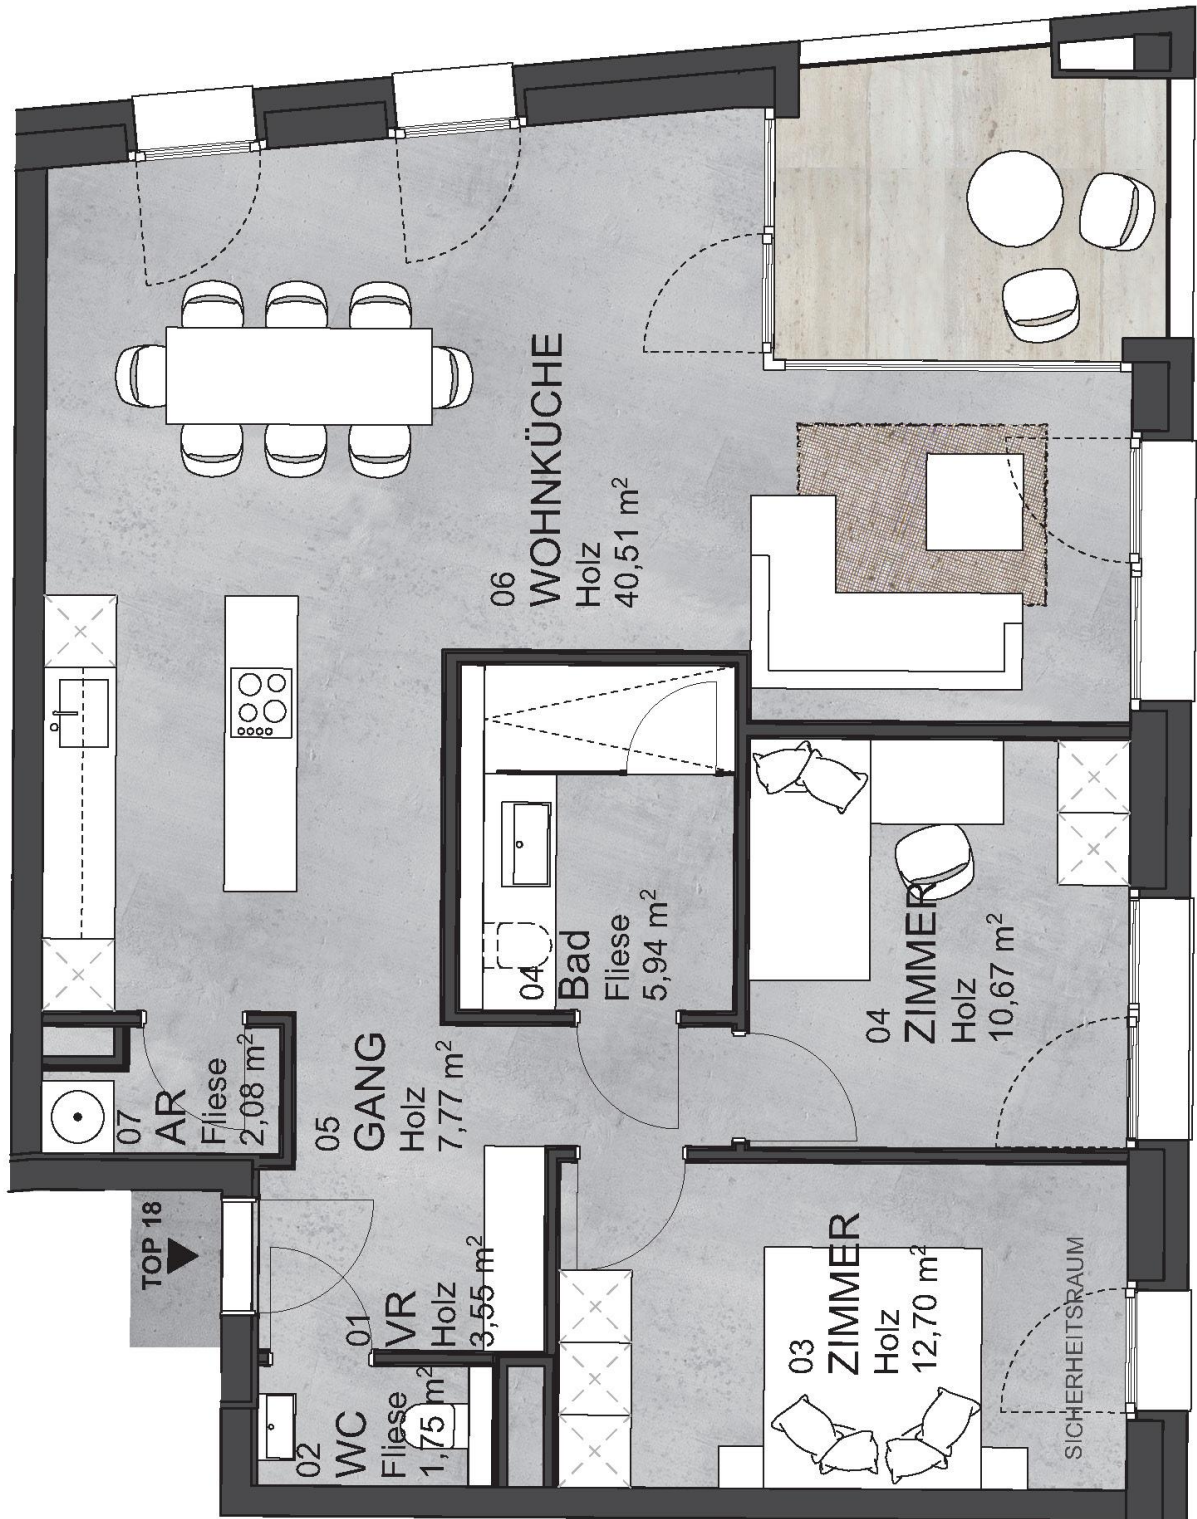 06
WOHNKÜCHE
Holz
40,51 m²
04
Bad
Fliese
5,94 m²
04
ZIMMER
Holz
10,67 m²
07
AR
Fliese
2,08 m²
05
GANG
Holz
7,77 m²
TOP 18
01
VR
Holz
3,55 m²
02
WC
Fliese
1,75 m²
03
ZIMMER
Holz
12,70 m²
SICHERHEITSRAUM